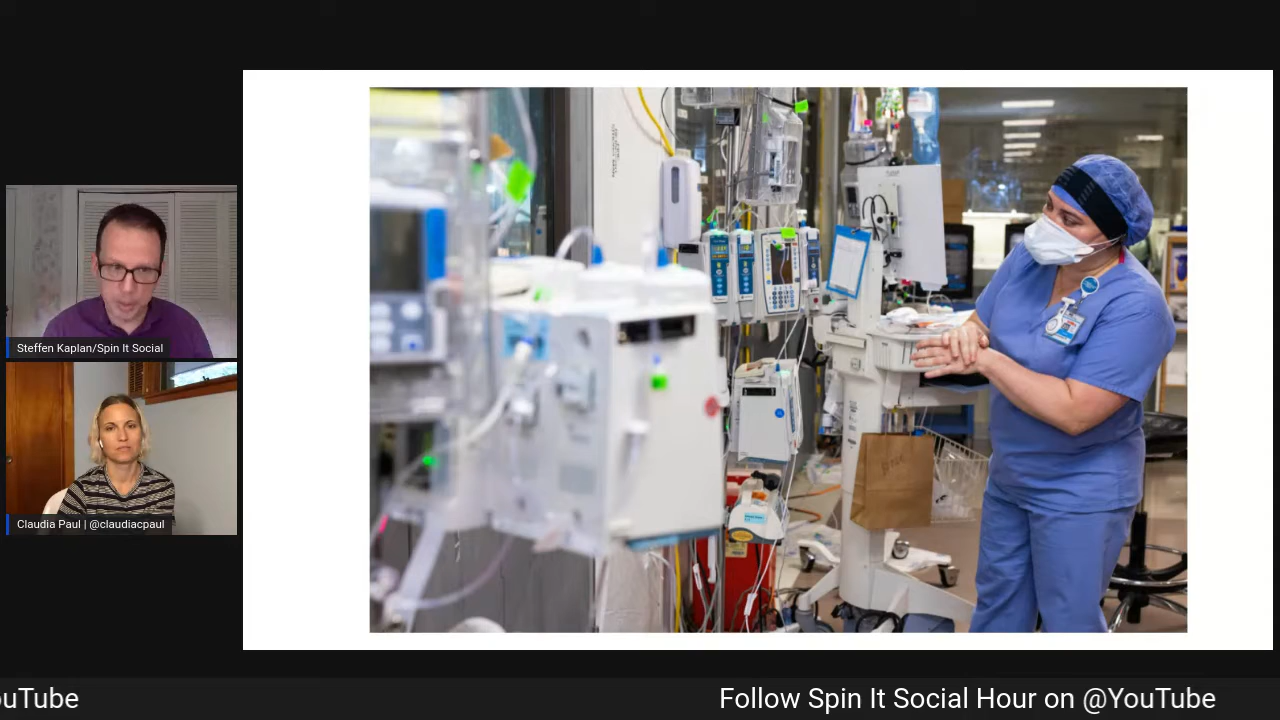 Steffen Kaplan/Spin It Social
Claudia Paul | @claudiacpaul
ouTube
Follow Spin It Social Hour on @YouTube